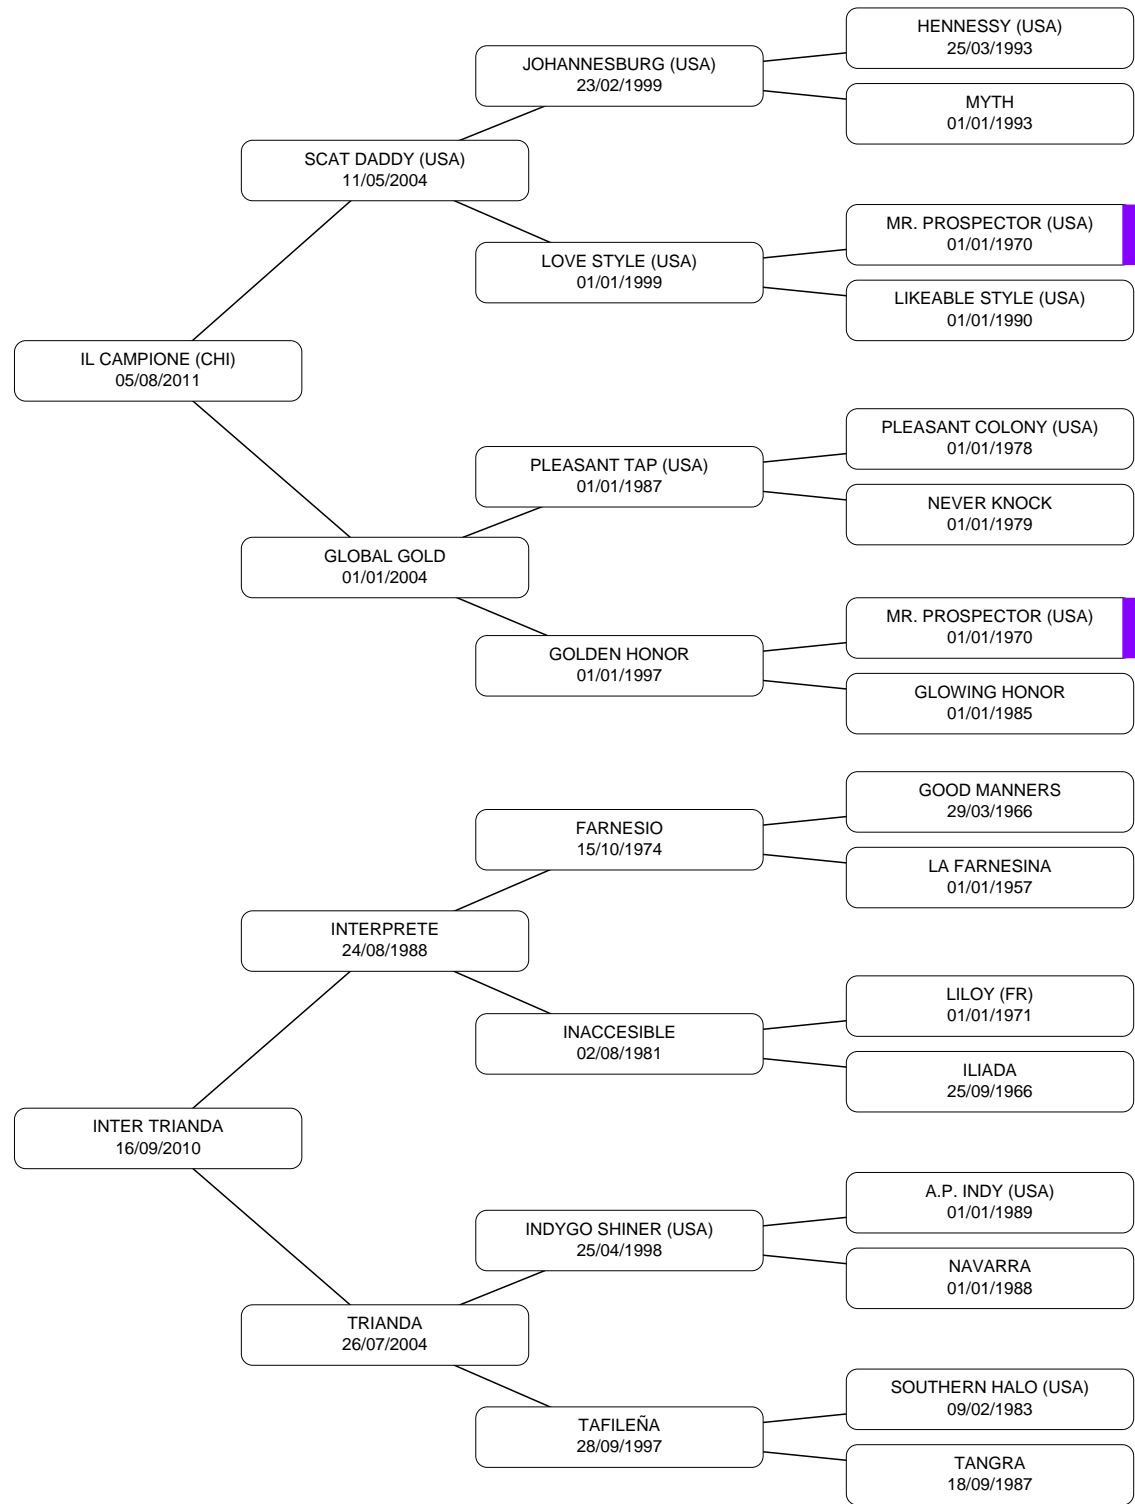 HENNESSY (USA)
25/03/1993
JOHANNESBURG (USA)
23/02/1999
MYTH
01/01/1993
SCAT DADDY (USA)
11/05/2004
MR. PROSPECTOR (USA)
01/01/1970
LOVE STYLE (USA)
01/01/1999
LIKEABLE STYLE (USA)
01/01/1990
IL CAMPIONE (CHI)
05/08/2011
PLEASANT COLONY (USA)
01/01/1978
PLEASANT TAP (USA)
01/01/1987
NEVER KNOCK
01/01/1979
GLOBAL GOLD
01/01/2004
MR. PROSPECTOR (USA)
01/01/1970
GOLDEN HONOR
01/01/1997
GLOWING HONOR
01/01/1985
GOOD MANNERS
29/03/1966
FARNESIO
15/10/1974
LA FARNESINA
01/01/1957
INTERPRETE
24/08/1988
LILOY (FR)
01/01/1971
INACCESIBLE
02/08/1981
ILIADA
25/09/1966
INTER TRIANDA
16/09/2010
A.P. INDY (USA)
01/01/1989
INDYGO SHINER (USA)
25/04/1998
NAVARRA
01/01/1988
TRIANDA
26/07/2004
SOUTHERN HALO (USA)
09/02/1983
TAFILEÑA
28/09/1997
TANGRA
18/09/1987